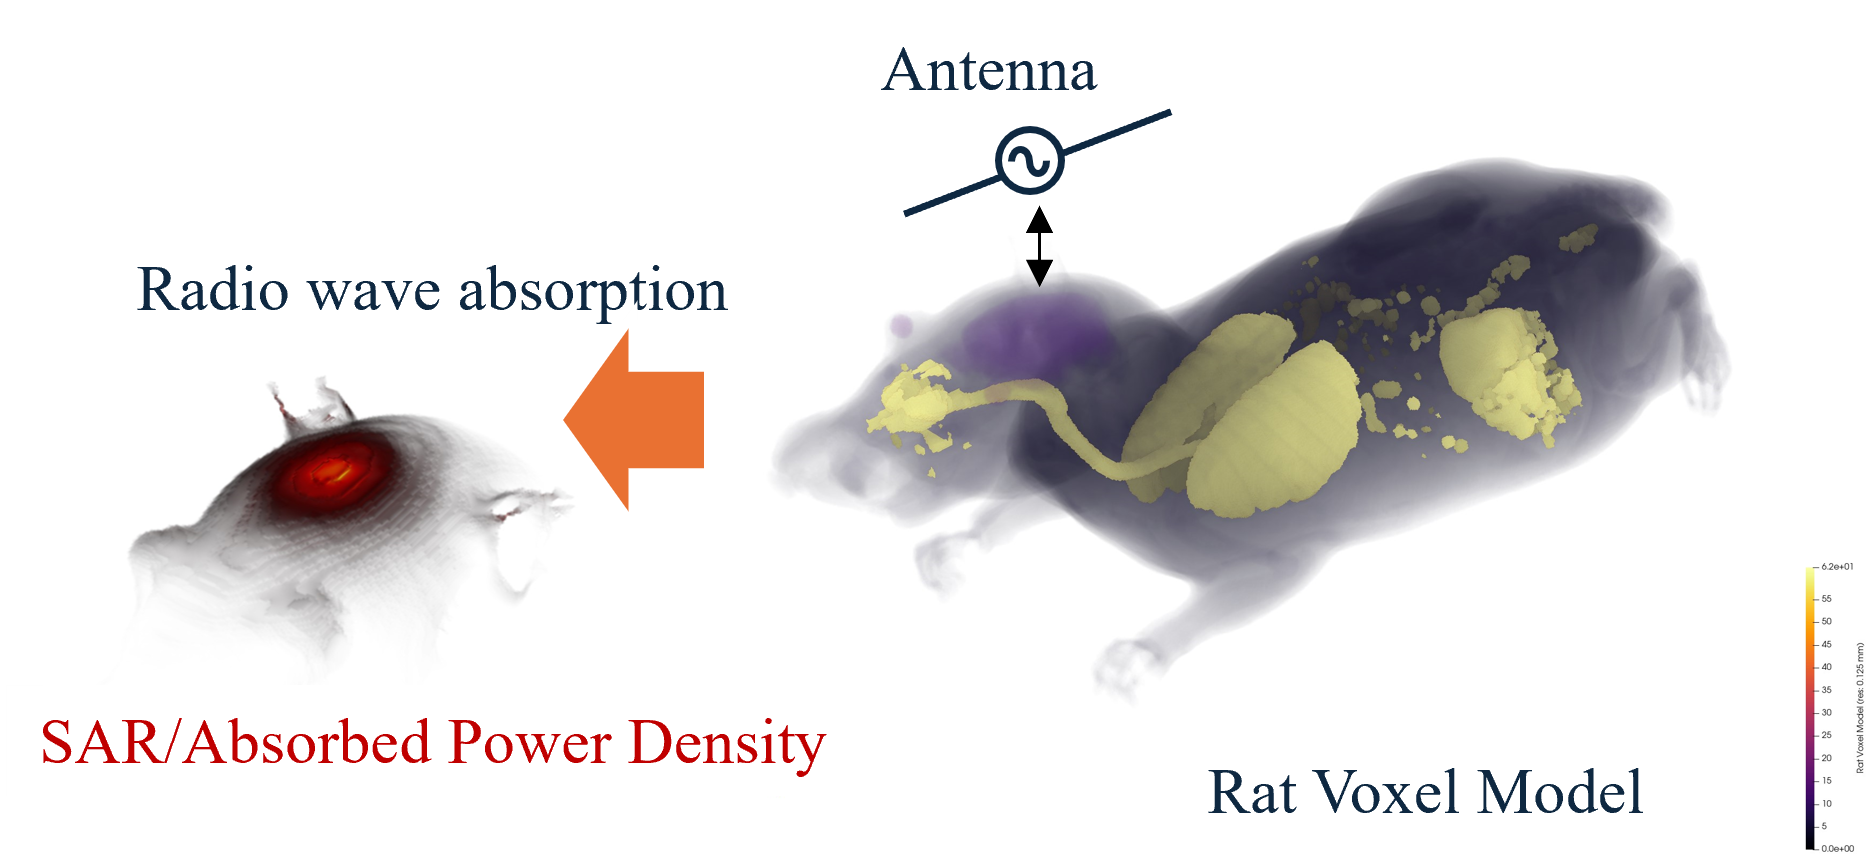 Antenna
Radio wave absorption
SAR/Absorbed Power Density
Rat Voxel Model
6.2e+01
55
50
45
40
35
30
25
20
15
10
5
0.0e+00
Rat Voxel Model (res: 0.125 mm)